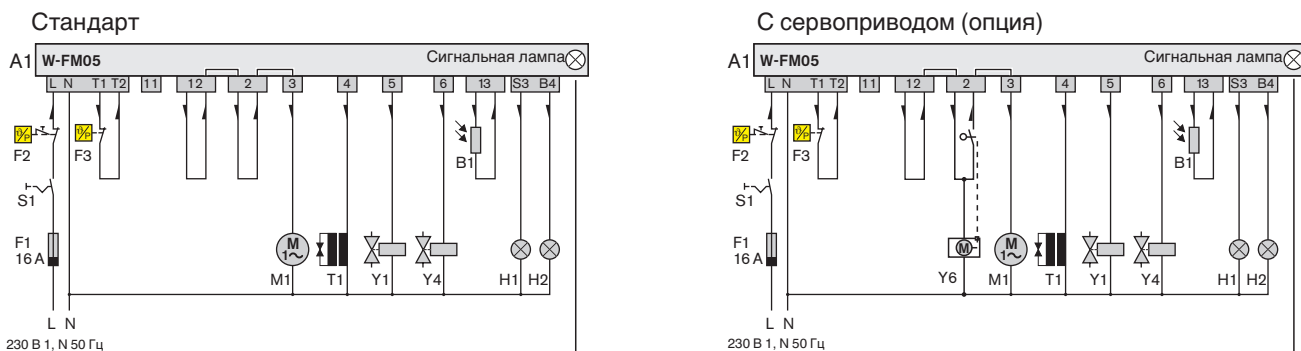 Стандарт
A1 W-FM05 Сигнальная лампа
L N T1 T2 11 12 2 3 4 5 6 13 S3 B4
ϑ/P ϑ/P
F2 F3 B1
S1
F1
16 A
M
1~
M1 T1 Y1 Y4 H1 H2
L N
230 В 1, N 50 Гц
С сервоприводом (опция)
A1 W-FM05 Сигнальная лампа
L N T1 T2 11 12 2 3 4 5 6 13 S3 B4
ϑ/P ϑ/P
F2 F3 B1
S1
F1
16 A
M M
1~
Y6 M1 T1 Y1 Y4 H1 H2
L N
230 В 1, N 50 Гц